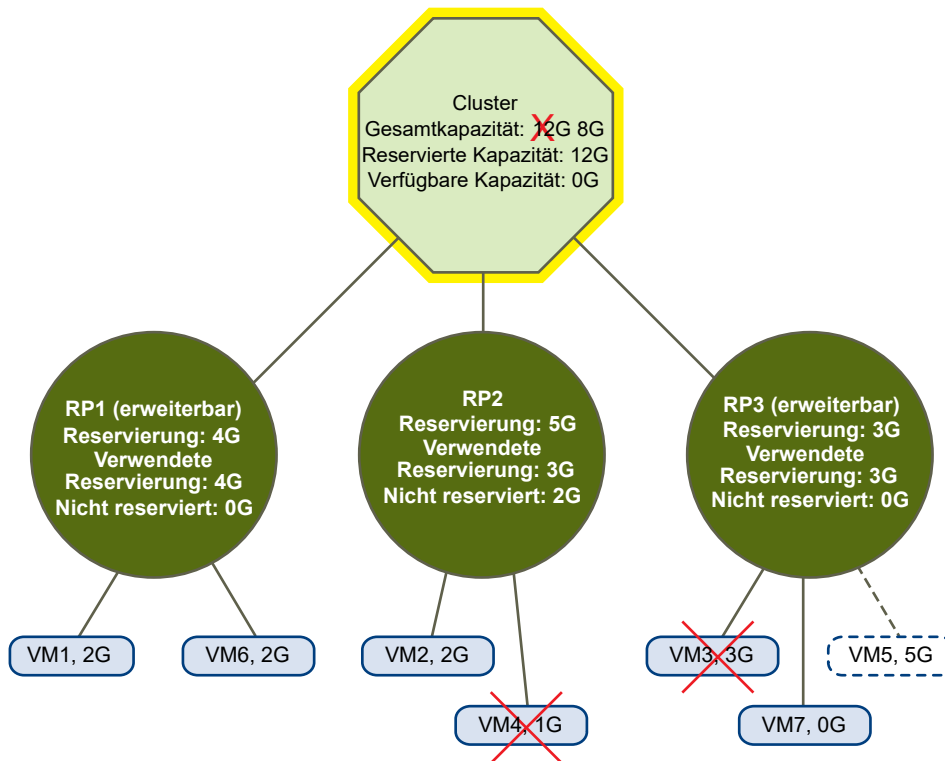 Cluster
Gesamtkapazität: 12G 8G
Reservierte Kapazität: 12G
Verfügbare Kapazität: 0G
RP1 (erweiterbar)
Reservierung: 4G
Verwendete
Reservierung: 4G
Nicht reserviert: 0G
RP2
Reservierung: 5G
Verwendete
Reservierung: 3G
Nicht reserviert: 2G
RP3 (erweiterbar)
Reservierung: 3G
Verwendete
Reservierung: 3G
Nicht reserviert: 0G
VM1, 2G
VM6, 2G
VM2, 2G
VM3, 3G
VM5, 5G
VM4, 1G
VM7, 0G